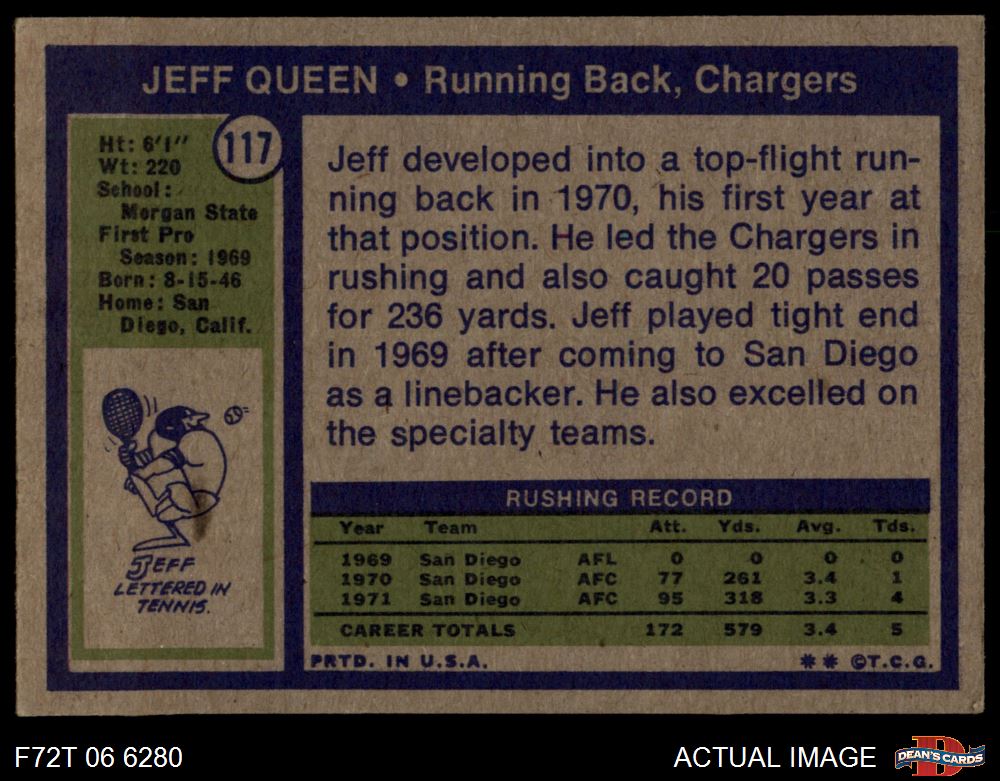 JEFF QUEEN • Running Back, Chargers
117
Ht: 6'1"
Wt: 220
School:
Morgan State
First Pro
Season: 1969
Born: 8-15-46
Home: San
Diego, Calif.
Jeff developed into a top-flight run-
ning back in 1970, his first year at
that position. He led the Chargers in
rushing and also caught 20 passes
for 236 yards. Jeff played tight end
in 1969 after coming to San Diego
as a linebacker. He also excelled on
the specialty teams.
JEFF
LETTERED IN
TENNIS.
RUSHING RECORD
Year Team Att. Yds. Avg. Tds.
1969 San Diego AFL 0 0 0 0
1970 San Diego AFC 77 261 3.4 1
1971 San Diego AFC 95 318 3.3 4
CAREER TOTALS 172 579 3.4 5
PRTD. IN U.S.A. ** ©T.C.G.
F72T 06 6280 ACTUAL IMAGE D DEAN'S CARDS